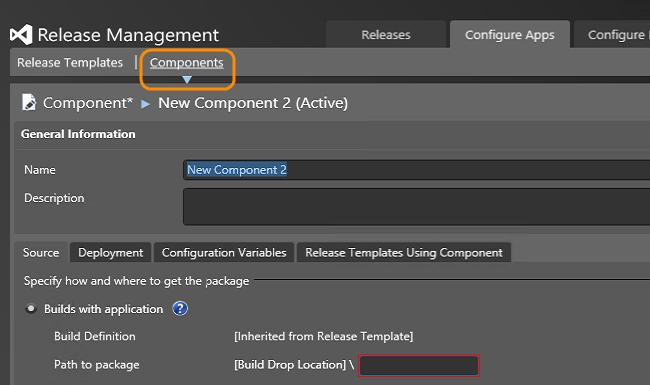 Release Management
Releases
Configure Apps
Configure
Release Templates | Components
Component* ▸ New Component 2 (Active)
General Information
Name
New Component 2
Description
Source
Deployment
Configuration Variables
Release Templates Using Component
Specify how and where to get the package
Builds with application ?
Build Definition
[Inherited from Release Template]
Path to package
[Build Drop Location] \